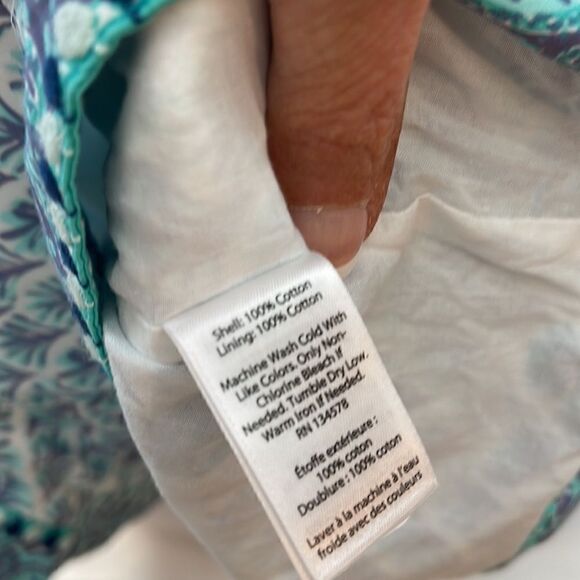 Shell: 100% Cotton
Lining: 100% Cotton
Machine Wash Cold With
Like Colors. Only Non-
Chlorine Bleach If
Needed. Tumble Dry Low.
Warm Iron If Needed.
RN 134578
Étoffe extérieure :
100% coton
Doublure : 100% coton
Laver à la machine à l'eau
froide avec des couleurs